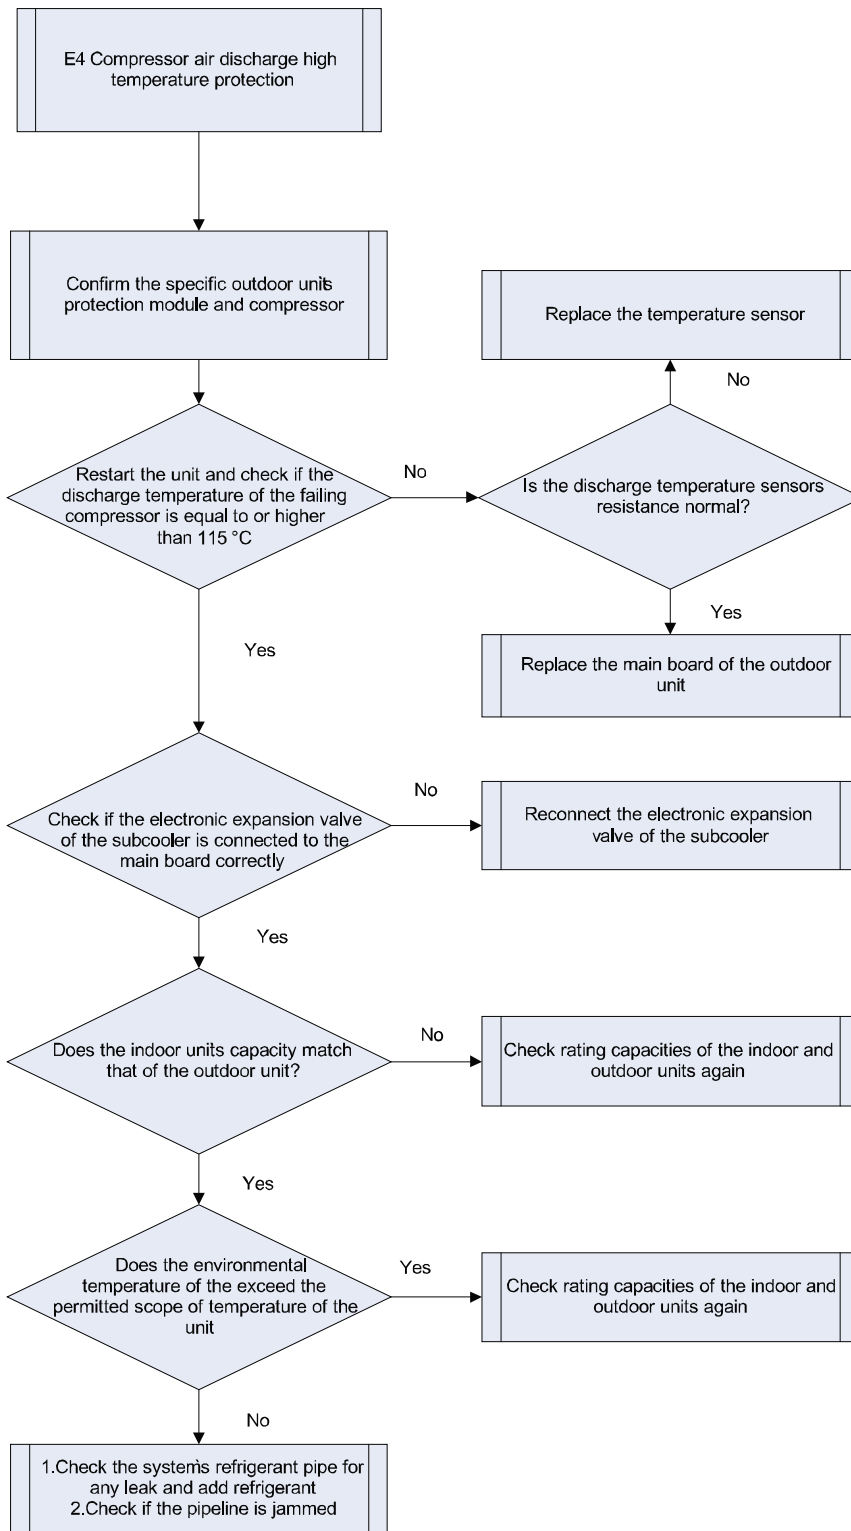 E4 Compressor air discharge high
temperature protection
Confirm the specific outdoor units
protection module and compressor
Replace the temperature sensor
No
Restart the unit and check if the
discharge temperature of the failing
compressor is equal to or higher
than 115 °C
No
Is the discharge temperature sensors
resistance normal?
Yes
Yes
Replace the main board of the outdoor
unit
Check if the electronic expansion valve
of the subcooler is connected to the
main board correctly
No
Reconnect the electronic expansion
valve of the subcooler
Yes
Does the indoor units capacity match
that of the outdoor unit?
No
Check rating capacities of the indoor and
outdoor units again
Yes
Does the environmental
temperature of the exceed the
permitted scope of temperature of the
unit
Yes
Check rating capacities of the indoor and
outdoor units again
No
1.Check the system`s refrigerant pipe for
any leak and add refrigerant
2.Check if the pipeline is jammed